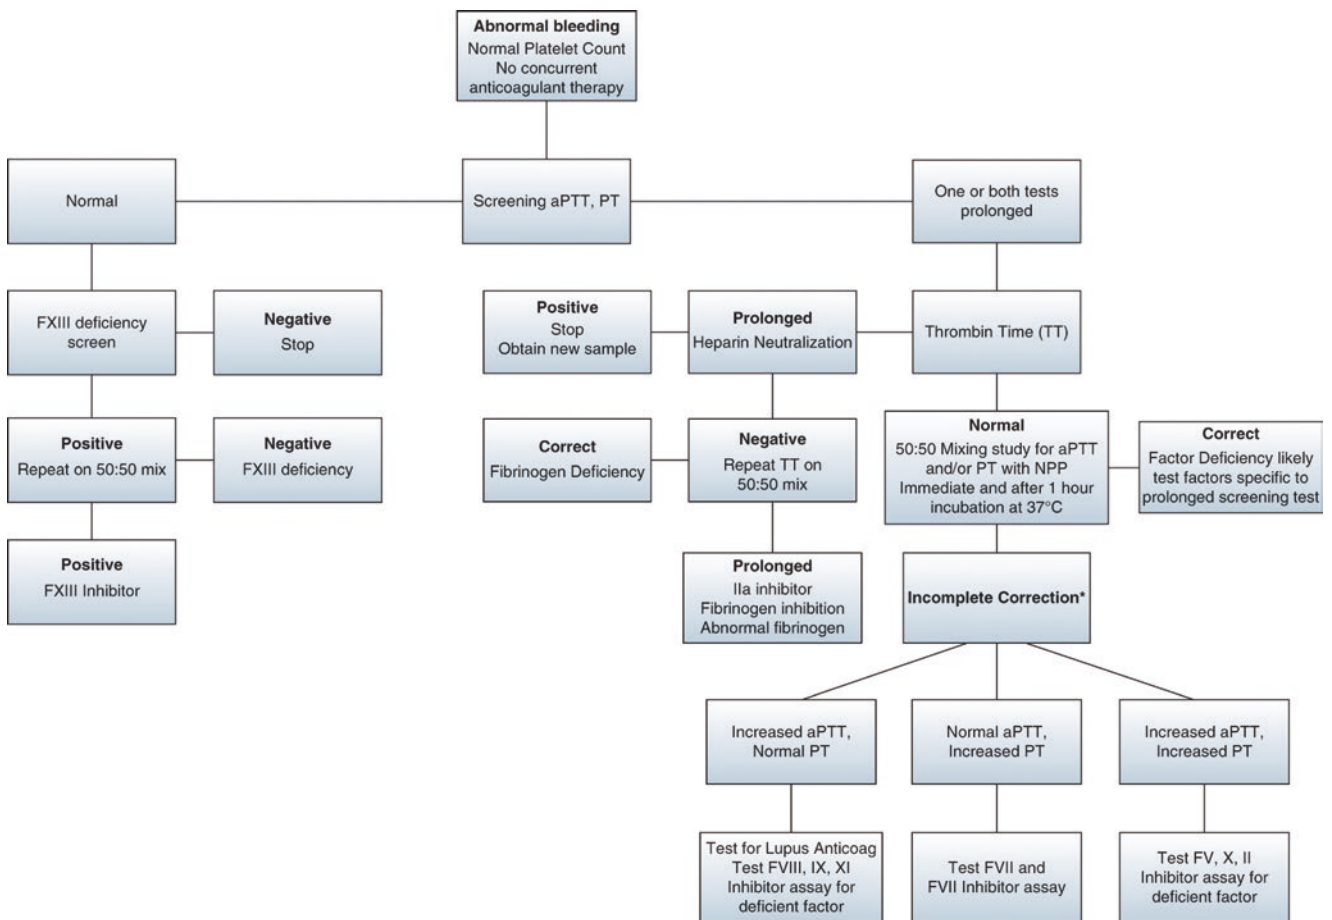 Abnormal bleeding
Normal Platelet Count
No concurrent
anticoagulant therapy
Normal
Screening aPTT, PT
One or both tests
prolonged
FXIII deficiency
screen
Negative
Stop
Positive
Stop
Obtain new sample
Prolonged
Heparin Neutralization
Thrombin Time (TT)
Positive
Repeat on 50:50 mix
Negative
FXIII deficiency
Correct
Fibrinogen Deficiency
Negative
Repeat TT on
50:50 mix
Normal
50:50 Mixing study for aPTT
and/or PT with NPP
Immediate and after 1 hour
incubation at 37°C
Correct
Factor Deficiency likely
test factors specific to
prolonged screening test
Positive
FXIII Inhibitor
Prolonged
IIa inhibitor
Fibrinogen inhibition
Abnormal fibrinogen
Incomplete Correction*
Increased aPTT,
Normal PT
Normal aPTT,
Increased PT
Increased aPTT,
Increased PT
Test for Lupus Anticoag
Test FVIII, IX, XI
Inhibitor assay for
deficient factor
Test FVII and
FVII Inhibitor assay
Test FV, X, II
Inhibitor assay for
deficient factor